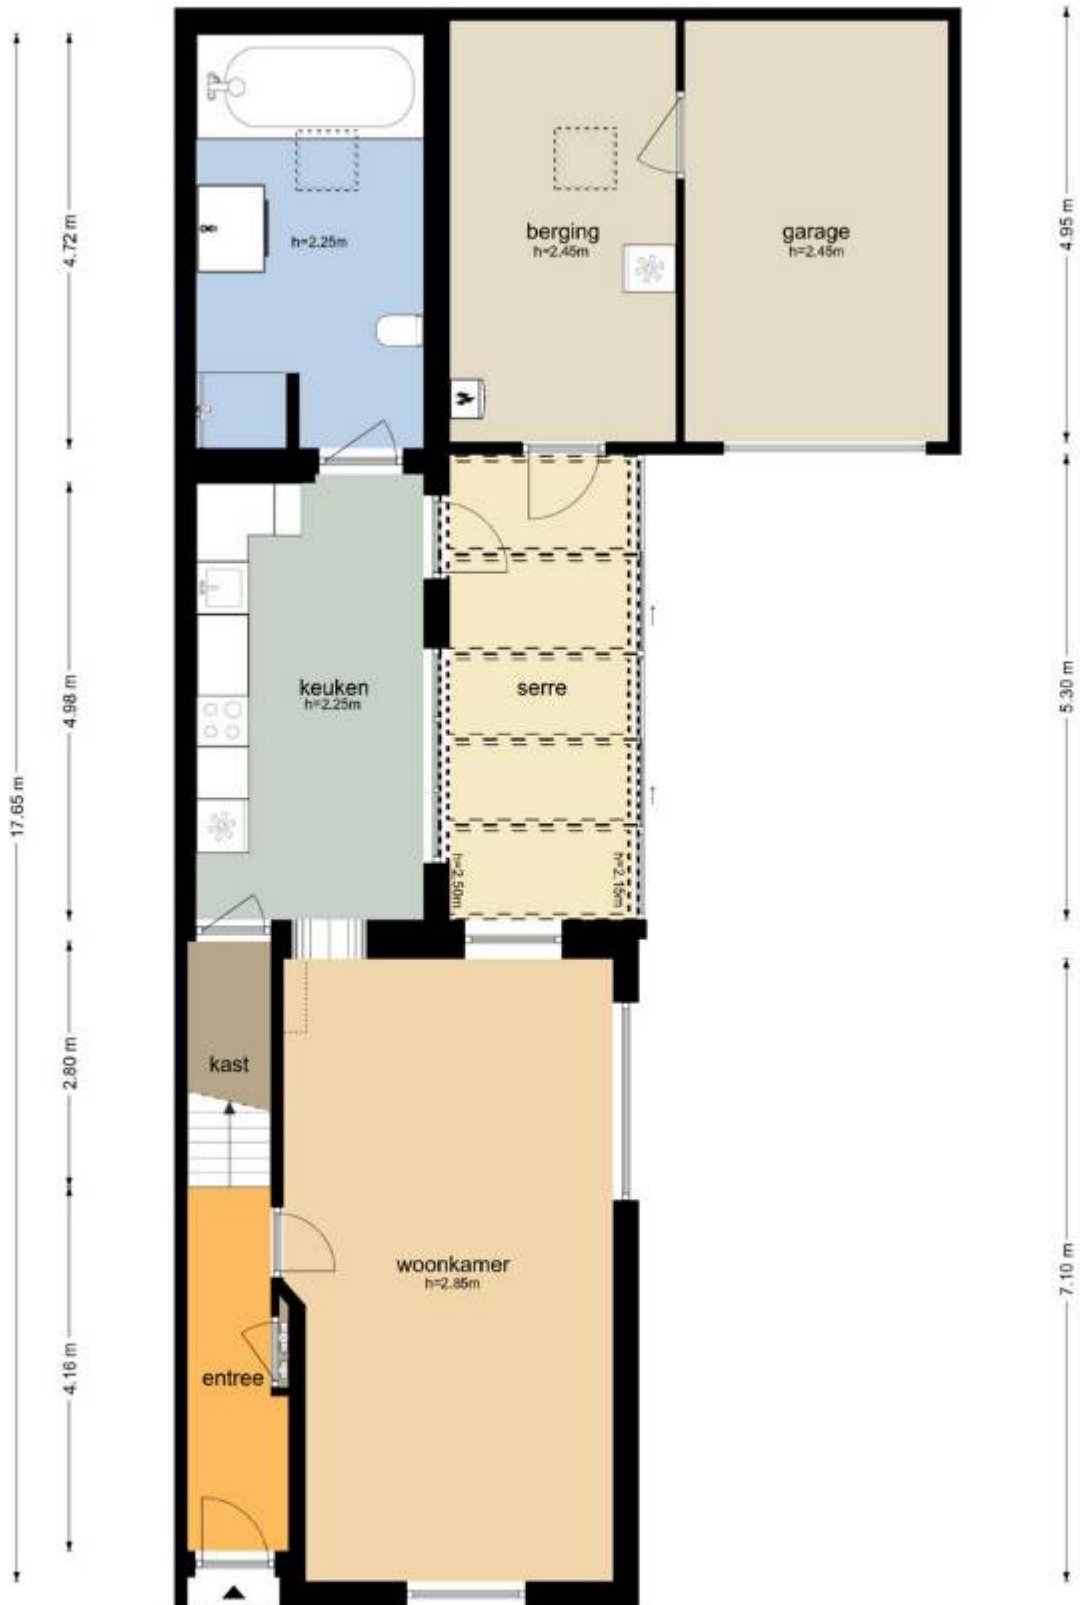 4.72 m
4.95 m
h=2.25m
berging
h=2.45m
garage
h=2.45m
17.65 m
4.98 m
keuken
h=2.25m
serre
5.30 m
h=2.50m
h=2.15m
2.80 m
kast
woonkamer
h=2.85m
7.10 m
4.16 m
entree